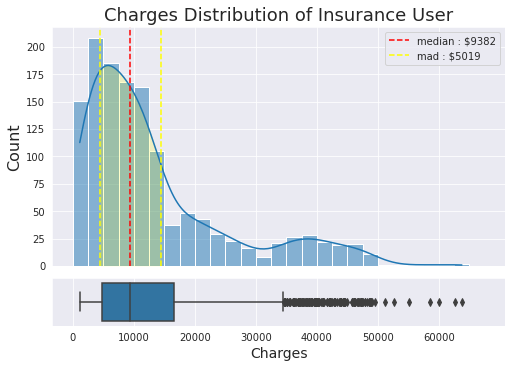 Charges Distribution of Insurance User
median : $9382
mad : $5019
200
175
150
125
100
75
50
25
0
Count
0 10000 20000 30000 40000 50000 60000
Charges